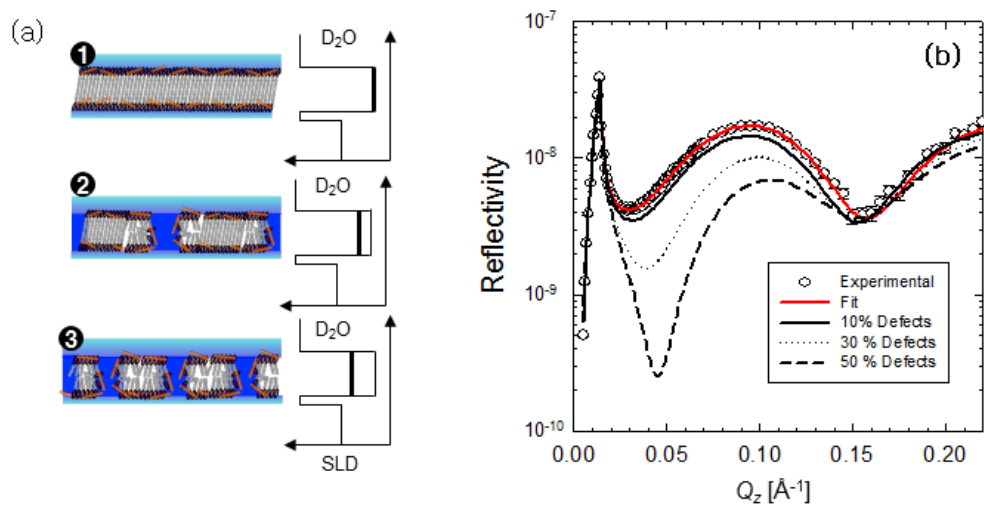 (a)
1
D₂O
2
D₂O
3
D₂O
SLD
(b)
10⁻⁷
10⁻⁸
10⁻⁹
10⁻¹⁰
Reflectivity
Experimental
Fit
10% Defects
30 % Defects
50 % Defects
0.00 0.05 0.10 0.15 0.20
Q_z [Å⁻¹]